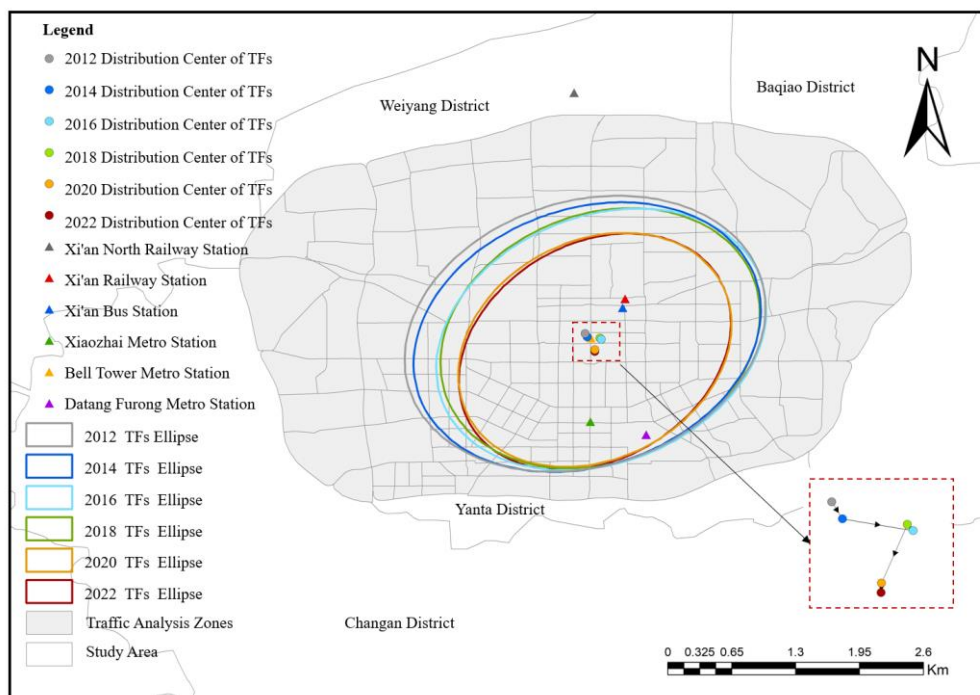 Legend
2012 Distribution Center of TFs
2014 Distribution Center of TFs
2016 Distribution Center of TFs
2018 Distribution Center of TFs
2020 Distribution Center of TFs
2022 Distribution Center of TFs
Xi'an North Railway Station
Xi'an Railway Station
Xi'an Bus Station
Xiaozhai Metro Station
Bell Tower Metro Station
Datang Furong Metro Station
2012 TFs Ellipse
2014 TFs Ellipse
2016 TFs Ellipse
2018 TFs Ellipse
2020 TFs Ellipse
2022 TFs Ellipse
Traffic Analysis Zones
Study Area
Weiyang District
Baqiao District
N
Yanta District
Changan District
0 0.325 0.65 1.3 1.95 2.6
Km